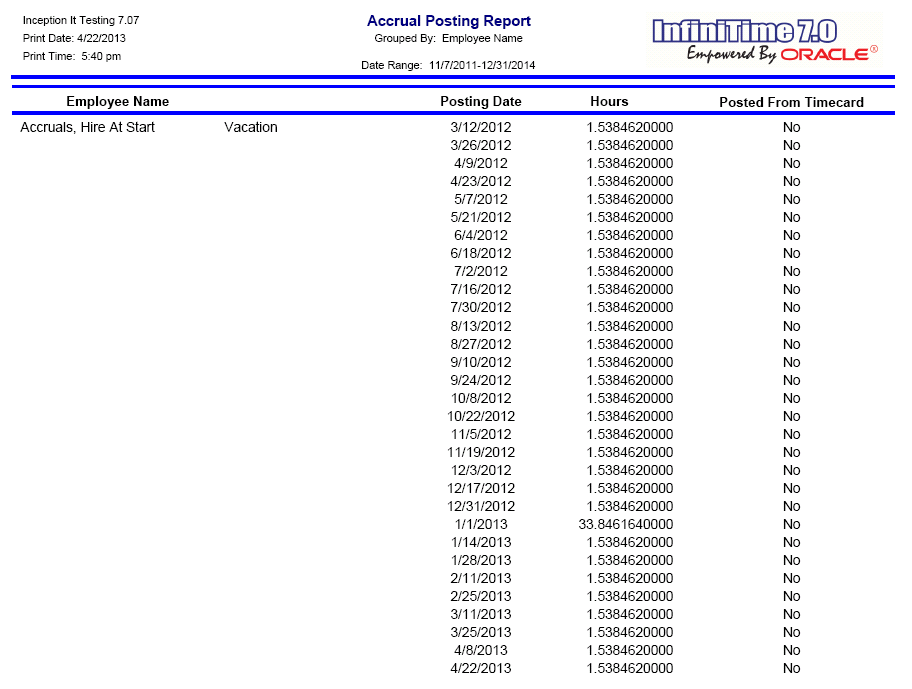 Inception It Testing 7.07
Print Date: 4/22/2013
Print Time: 5:40 pm
Accrual Posting Report
Grouped By: Employee Name
Date Range: 11/7/2011-12/31/2014
InfiniTime 7.0
Empowered By ORACLE®
Employee Name Posting Date Hours Posted From Timecard
Accruals, Hire At Start Vacation 3/12/2012 1.5384620000 No
3/26/2012 1.5384620000 No
4/9/2012 1.5384620000 No
4/23/2012 1.5384620000 No
5/7/2012 1.5384620000 No
5/21/2012 1.5384620000 No
6/4/2012 1.5384620000 No
6/18/2012 1.5384620000 No
7/2/2012 1.5384620000 No
7/16/2012 1.5384620000 No
7/30/2012 1.5384620000 No
8/13/2012 1.5384620000 No
8/27/2012 1.5384620000 No
9/10/2012 1.5384620000 No
9/24/2012 1.5384620000 No
10/8/2012 1.5384620000 No
10/22/2012 1.5384620000 No
11/5/2012 1.5384620000 No
11/19/2012 1.5384620000 No
12/3/2012 1.5384620000 No
12/17/2012 1.5384620000 No
12/31/2012 1.5384620000 No
1/1/2013 33.8461640000 No
1/14/2013 1.5384620000 No
1/28/2013 1.5384620000 No
2/11/2013 1.5384620000 No
2/25/2013 1.5384620000 No
3/11/2013 1.5384620000 No
3/25/2013 1.5384620000 No
4/8/2013 1.5384620000 No
4/22/2013 1.5384620000 No